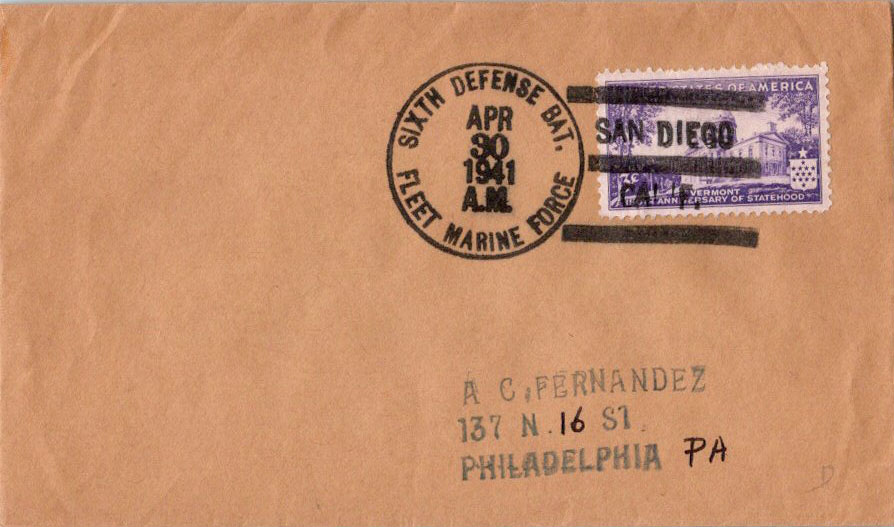 SIXTH DEFENSE BAT.
APR
30
1941
A.M.
FLEET MARINE FORCE
SAN DIEGO
CALIF.
STATES OF AMERICA
3¢
VERMONT
ANNIVERSARY OF STATEHOOD
A C. FERNANDEZ
137 N. 16 ST
PHILADELPHIA PA
D